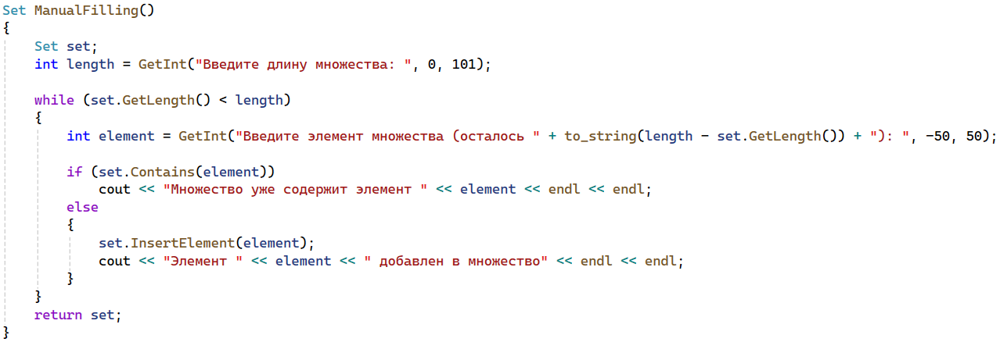 Set ManualFilling()
{
    Set set;
    int length = GetInt("Введите длину множества: ", 0, 101);

    while (set.GetLength() < length)
    {
        int element = GetInt("Введите элемент множества (осталось " + to_string(length - set.GetLength()) + "): ", -50, 50);

        if (set.Contains(element))
            cout << "Множество уже содержит элемент " << element << endl << endl;
        else
        {
            set.InsertElement(element);
            cout << "Элемент " << element << " добавлен в множество" << endl << endl;
        }
    }
    return set;
}